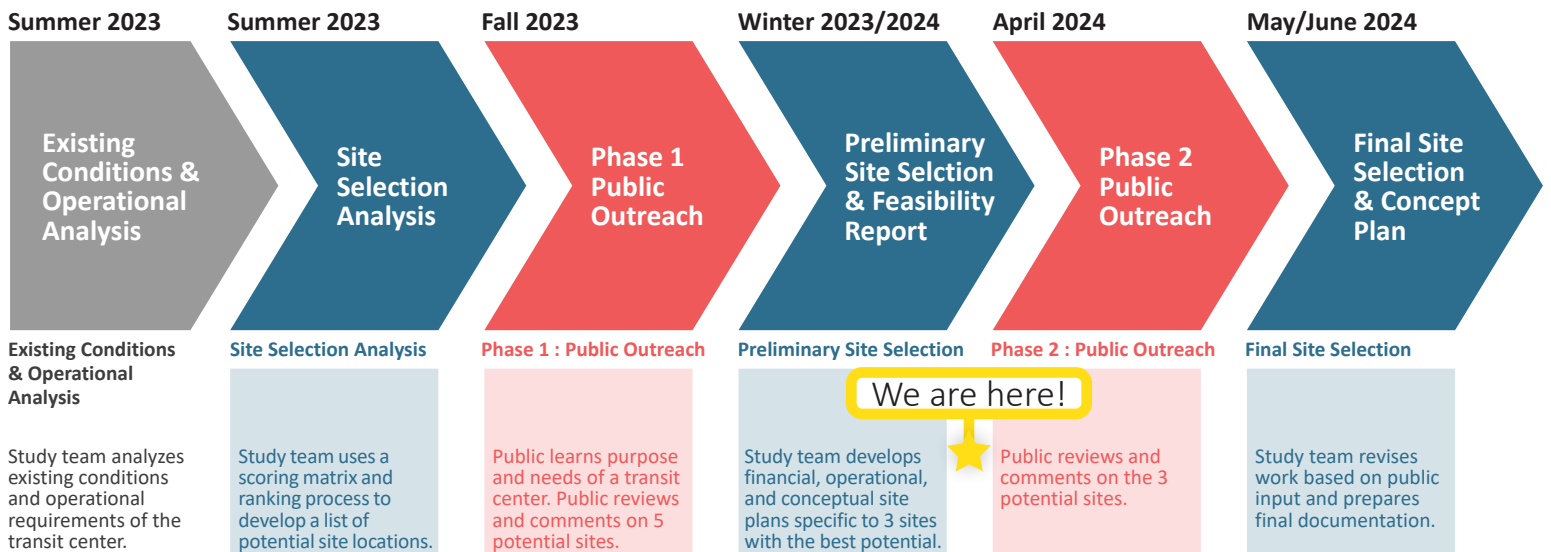 Summer 2023
Summer 2023
Fall 2023
Winter 2023/2024
April 2024
May/June 2024
Existing
Conditions &
Operational
Analysis
Site
Selection
Analysis
Phase 1
Public
Outreach
Preliminary
Site Selction
& Feasibility
Report
Phase 2
Public
Outreach
Final Site
Selection
& Concept
Plan
Existing Conditions
& Operational
Analysis
Study team analyzes
existing conditions
and operational
requirements of the
transit center.
Site Selection Analysis
Study team uses a
scoring matrix and
ranking process to
develop a list of
potential site locations.
Phase 1 : Public Outreach
Public learns purpose
and needs of a transit
center. Public reviews
and comments on 5
potential sites.
Preliminary Site Selection
We are here!
Study team develops
financial, operational,
and conceptual site
plans specific to 3 sites
with the best potential.
Phase 2 : Public Outreach
Public reviews and
comments on the 3
potential sites.
Final Site Selection
Study team revises
work based on public
input and prepares
final documentation.